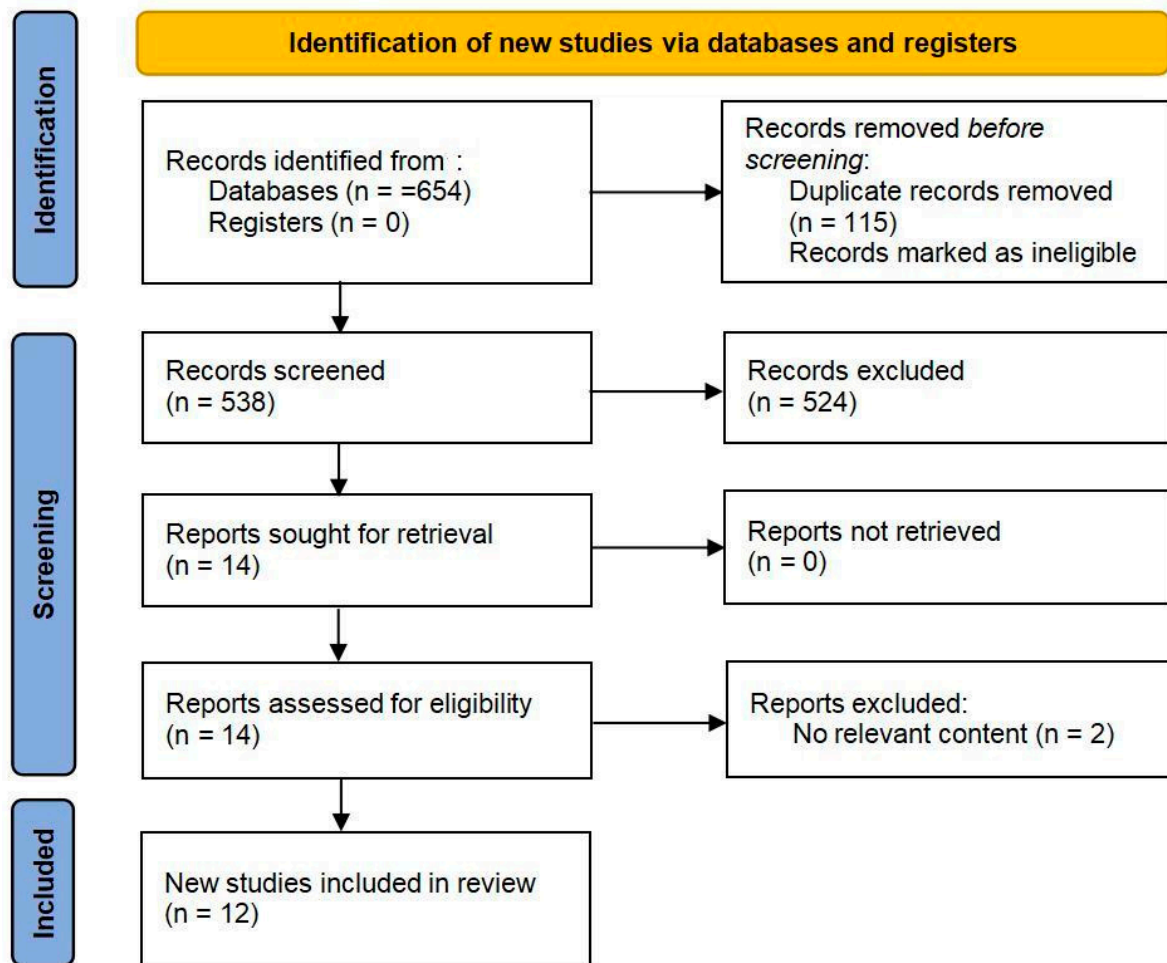 Identification of new studies via databases and registers
Identification
Records identified from :
Databases (n = =654)
Registers (n = 0)
Records removed before
screening:
Duplicate records removed
(n = 115)
Records marked as ineligible
Screening
Records screened
(n = 538)
Records excluded
(n = 524)
Reports sought for retrieval
(n = 14)
Reports not retrieved
(n = 0)
Reports assessed for eligibility
(n = 14)
Reports excluded:
No relevant content (n = 2)
Included
New studies included in review
(n = 12)